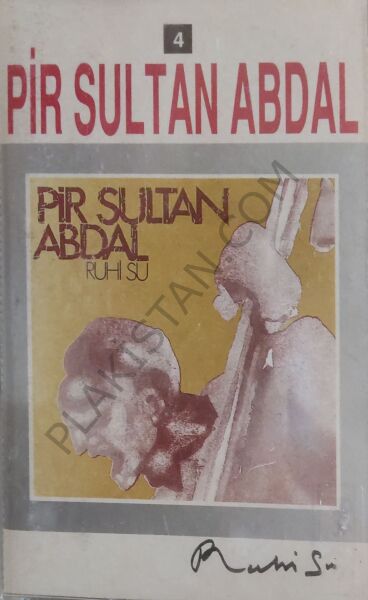 4
PİR SULTAN ABDAL
PİR SULTAN
ABDAL
RUHİ SU
PLAKISTAN.COM
Ruhi Su